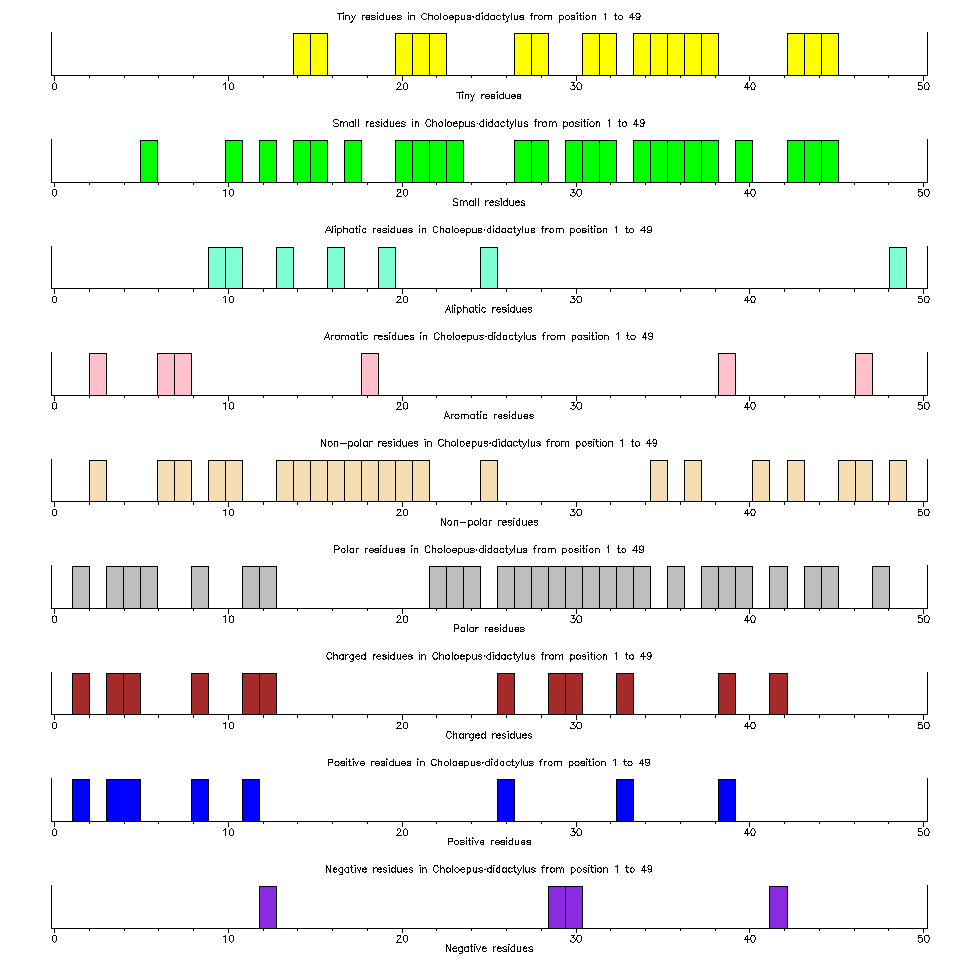 Tiny residues in Choloepus-didactylus from position 1 to 49
0 10 20 30 40 50
Tiny residues
Small residues in Choloepus-didactylus from position 1 to 49
0 10 20 30 40 50
Small residues
Aliphatic residues in Choloepus-didactylus from position 1 to 49
0 10 20 30 40 50
Aliphatic residues
Aromatic residues in Choloepus-didactylus from position 1 to 49
0 10 20 30 40 50
Aromatic residues
Non-polar residues in Choloepus-didactylus from position 1 to 49
0 10 20 30 40 50
Non-polar residues
Polar residues in Choloepus-didactylus from position 1 to 49
0 10 20 30 40 50
Polar residues
Charged residues in Choloepus-didactylus from position 1 to 49
0 10 20 30 40 50
Charged residues
Positive residues in Choloepus-didactylus from position 1 to 49
0 10 20 30 40 50
Positive residues
Negative residues in Choloepus-didactylus from position 1 to 49
0 10 20 30 40 50
Negative residues